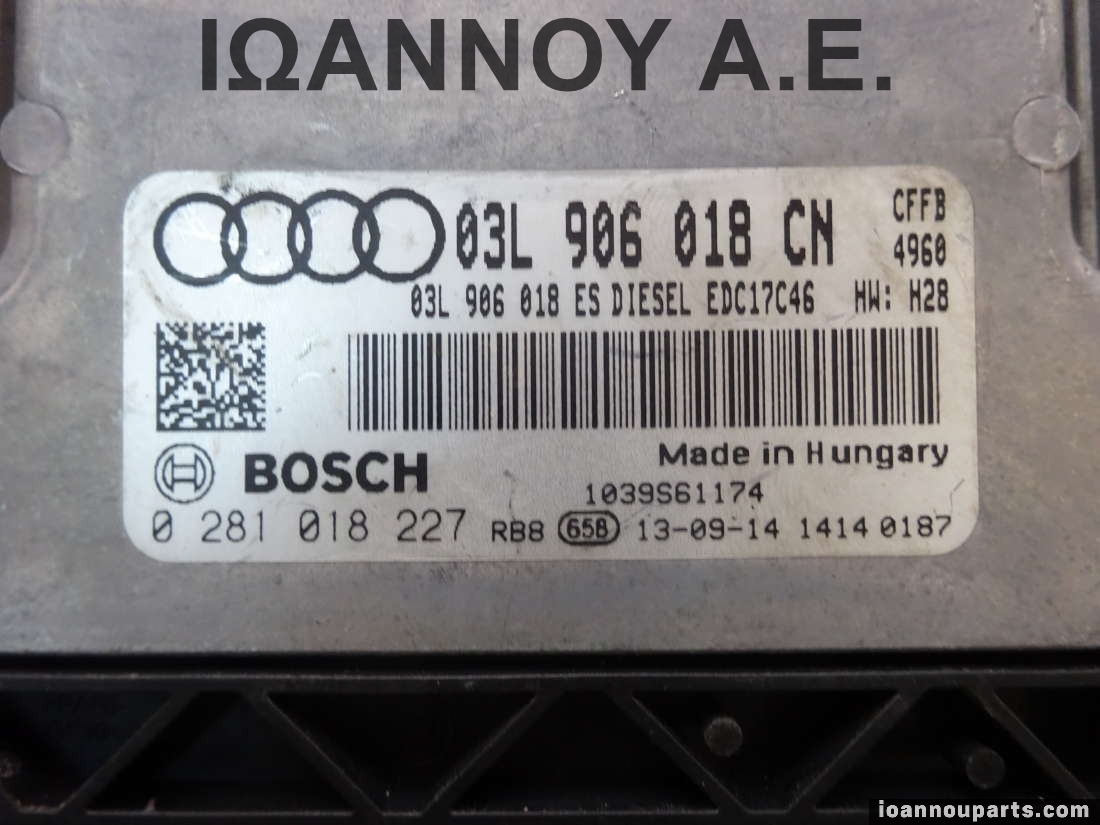 ΙΩΑΝΝΟΥ Α.Ε.
03L 906 018 CN CFFB
4960
03L 906 018 ES DIESEL EDC17C46 HW: H28
Made in Hungary
BOSCH
1039S61174
0 281 018 227 RB8 65B 13-09-14 1414 0187
ioannouparts.com